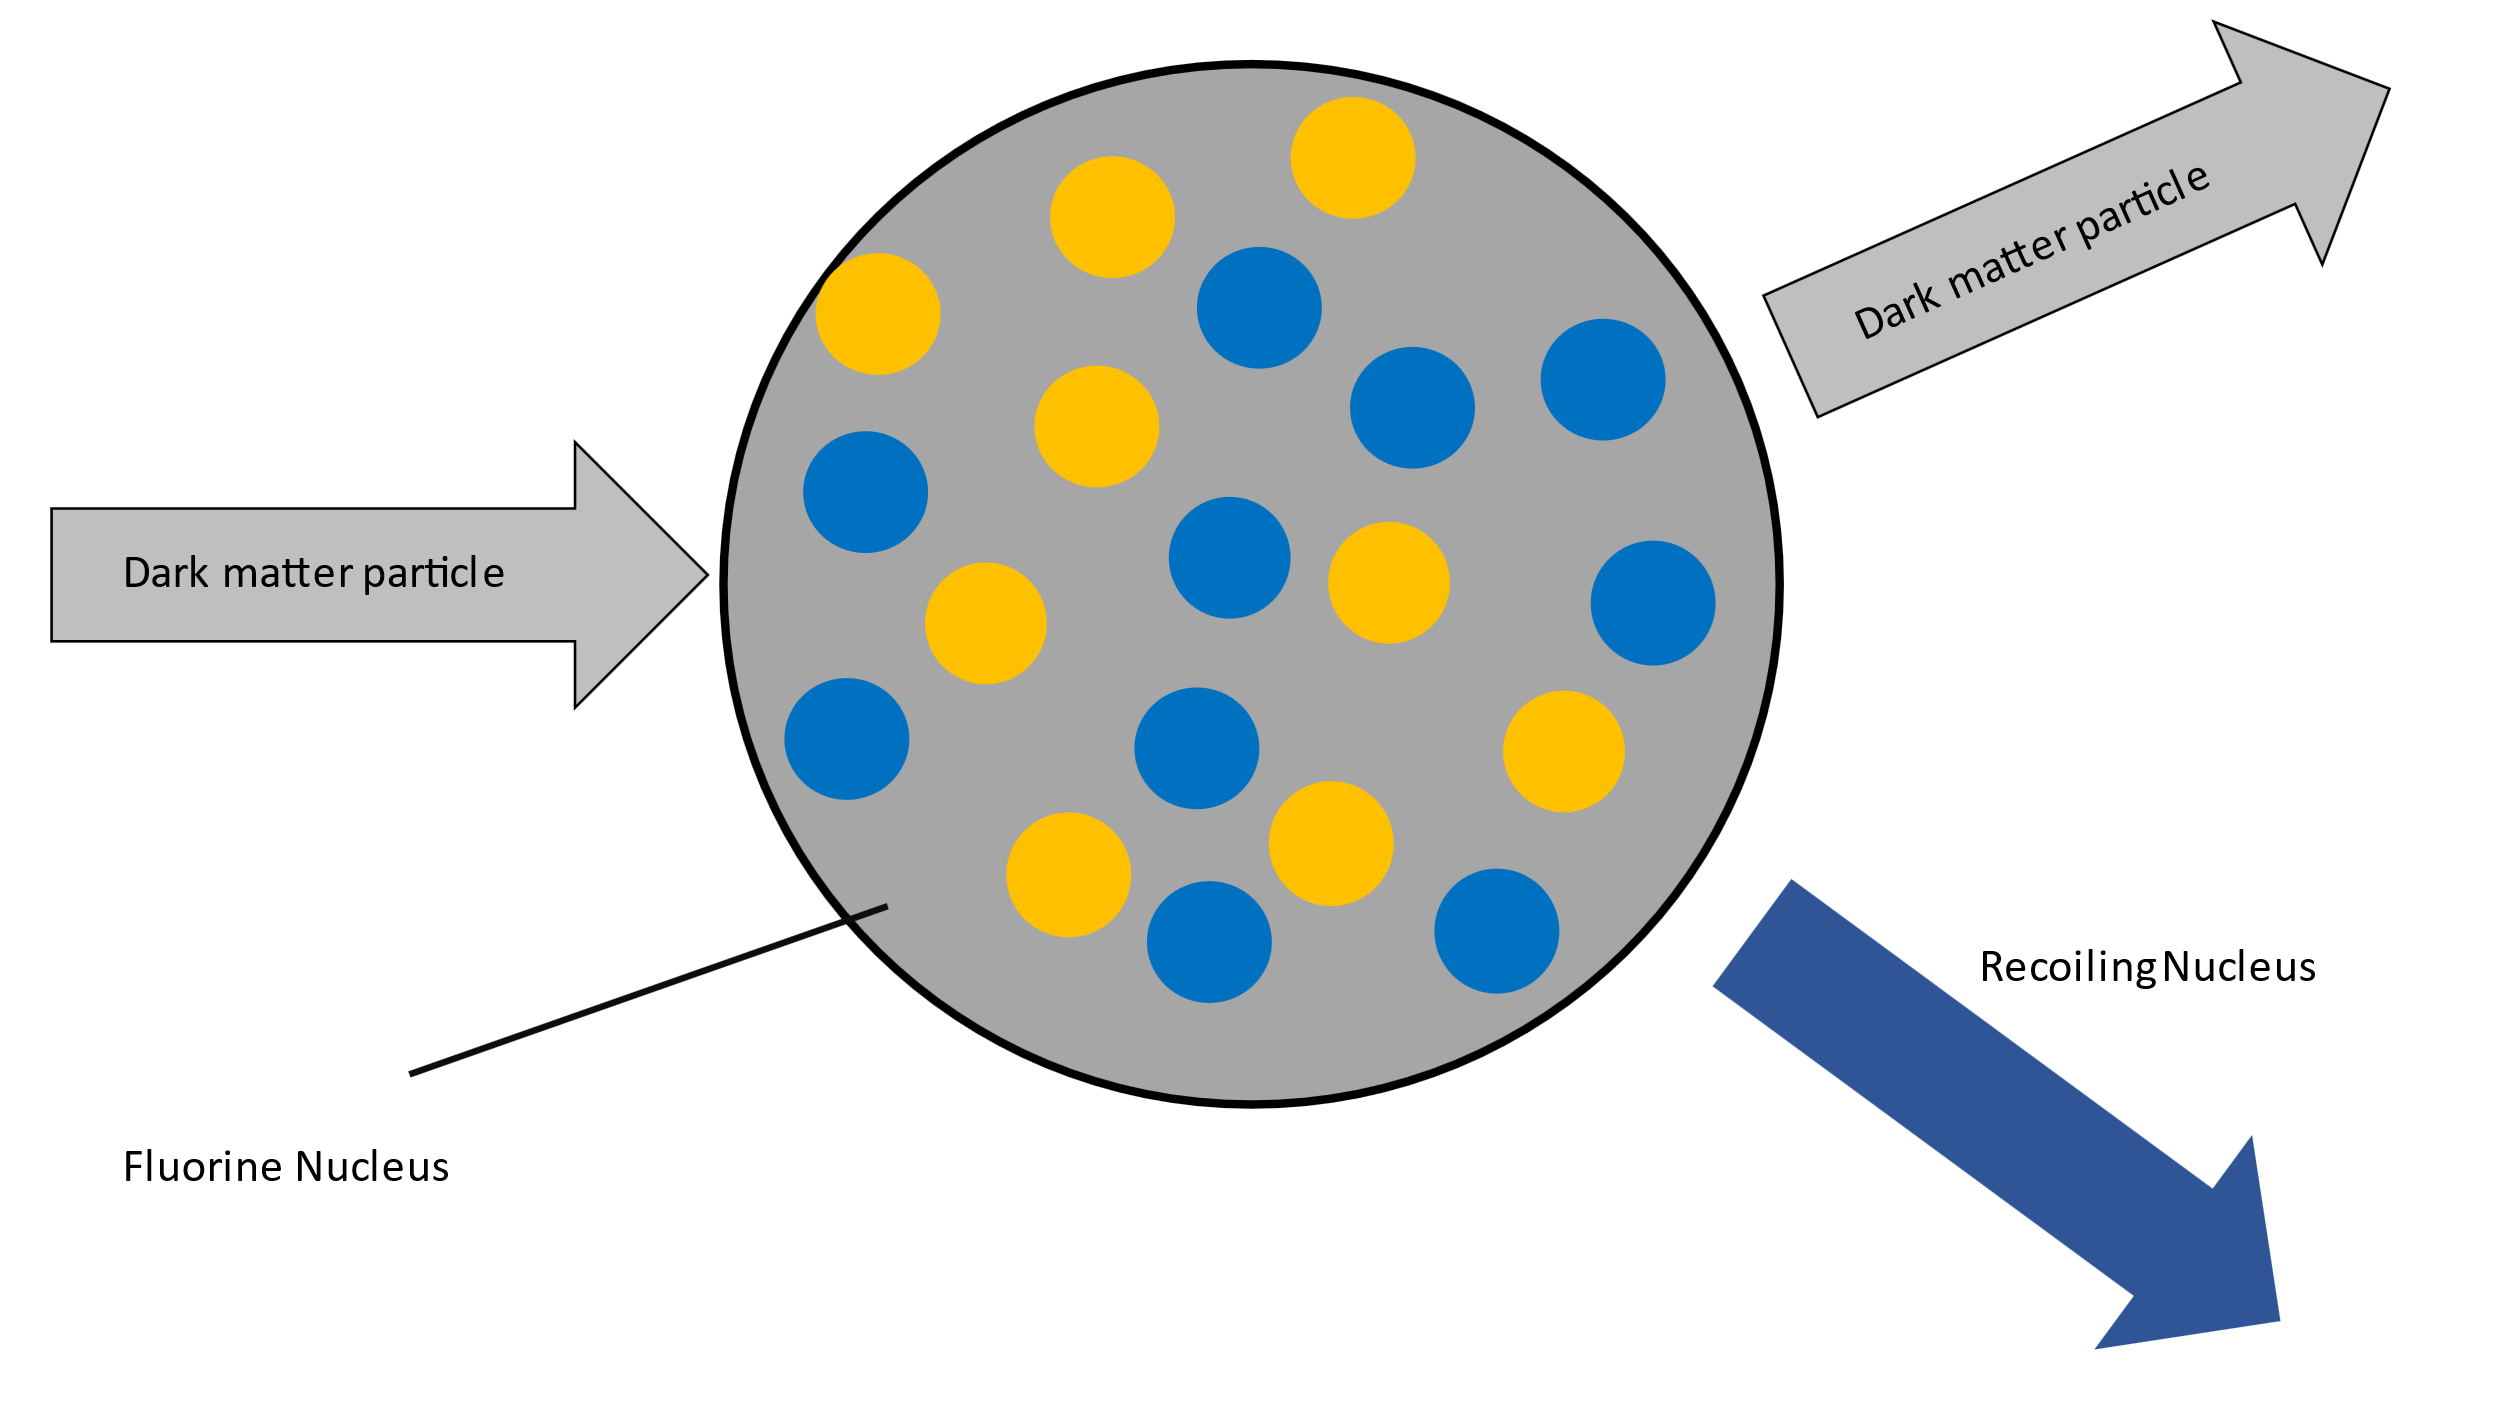 Dark matter particle
Dark matter particle
Recoiling Nucleus
Fluorine Nucleus